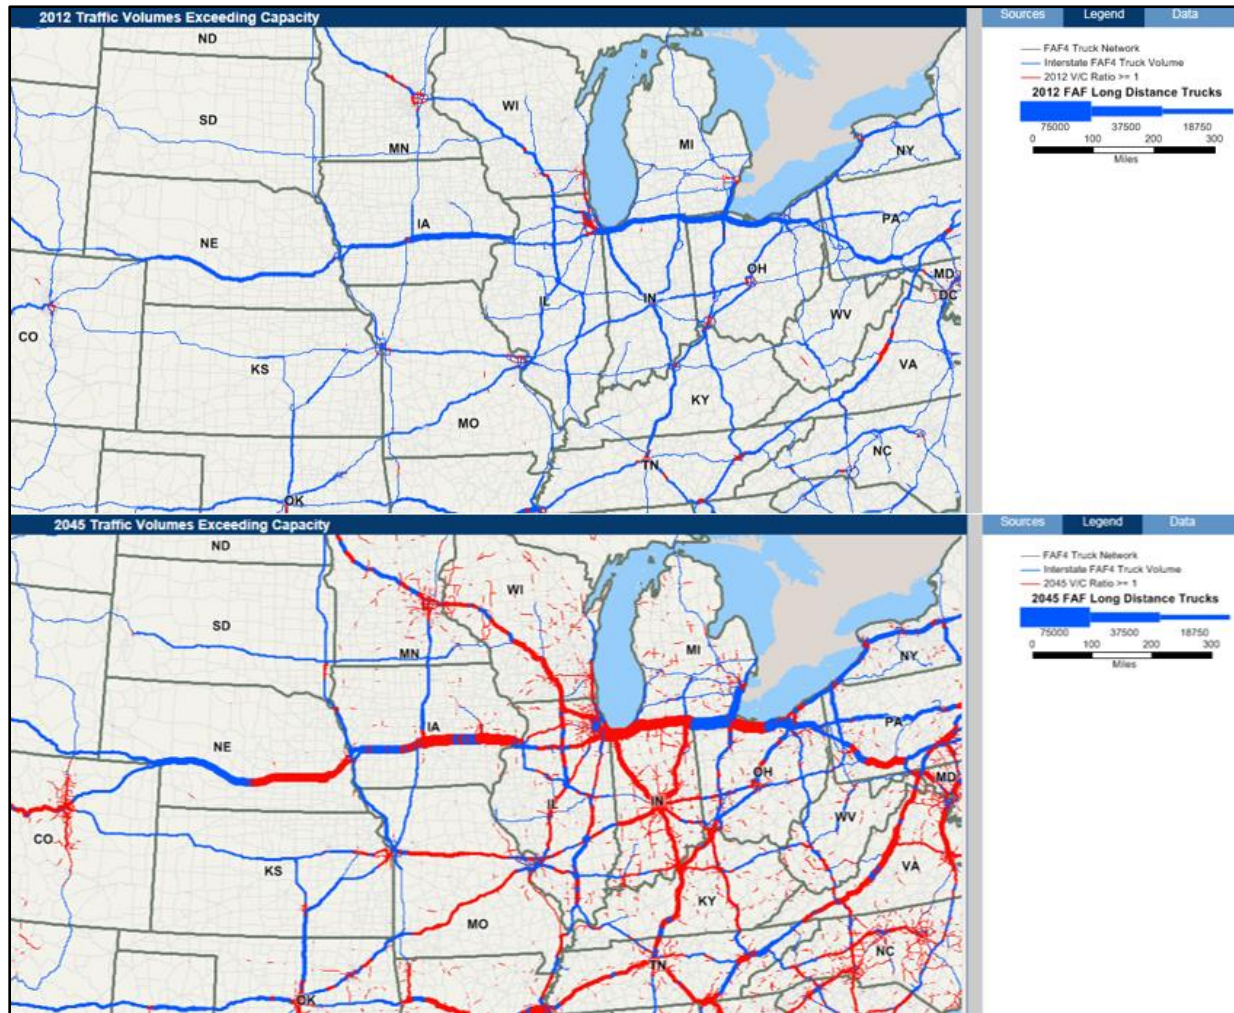 2012 Traffic Volumes Exceeding Capacity
Sources Legend Data
FAF4 Truck Network
Interstate FAF4 Truck Volume
2012 V/C Ratio >= 1
2012 FAF Long Distance Trucks
75000 37500 18750
0 100 200 300
Miles
ND
SD
MN
WI
MI
NY
IA
NE
PA
OH
MD
DC
IL
IN
WV
CO
KS
VA
KY
MO
NC
TN
OK
2045 Traffic Volumes Exceeding Capacity
Sources Legend Data
FAF4 Truck Network
Interstate FAF4 Truck Volume
2045 V/C Ratio >= 1
2045 FAF Long Distance Trucks
75000 37500 18750
0 100 200 300
Miles
ND
WI
SD
MN
MI
NY
IA
NE
PA
OH
MD
IL
IN
WV
CO
KS
VA
KY
MO
NC
TN
OK